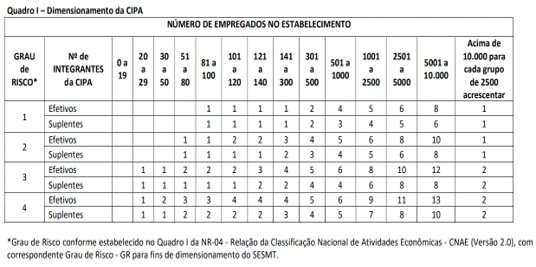 Quadro I – Dimensionamento da CIPA
NÚMERO DE EMPREGADOS NO ESTABELECIMENTO
GRAU de RISCO* Nº de INTEGRANTES da CIPA 0 a 19 20 a 29 30 a 50 51 a 80 81 a 100 101 a 120 121 a 140 141 a 300 301 a 500 501 a 1000 1001 a 2500 2501 a 5000 5001 a 10.000 Acima de 10.000 para cada grupo de 2500 acrescentar
1 Efetivos 1 1 1 1 2 4 5 6 8 1
Suplentes 1 1 1 1 2 3 4 5 6 1
2 Efetivos 1 1 2 2 3 4 5 6 8 10 1
Suplentes 1 1 1 1 2 3 4 5 6 8 1
3 Efetivos 1 1 2 2 2 3 4 5 6 8 10 12 2
Suplentes 1 1 1 1 1 2 2 4 4 6 8 8 2
4 Efetivos 1 2 3 3 4 4 4 5 6 9 11 13 2
Suplentes 1 1 2 2 2 2 3 4 5 7 8 10 2
*Grau de Risco conforme estabelecido no Quadro I da NR-04 - Relação da Classificação Nacional de Atividades Econômicas - CNAE (Versão 2.0), com
correspondente Grau de Risco - GR para fins de dimensionamento do SESMT.